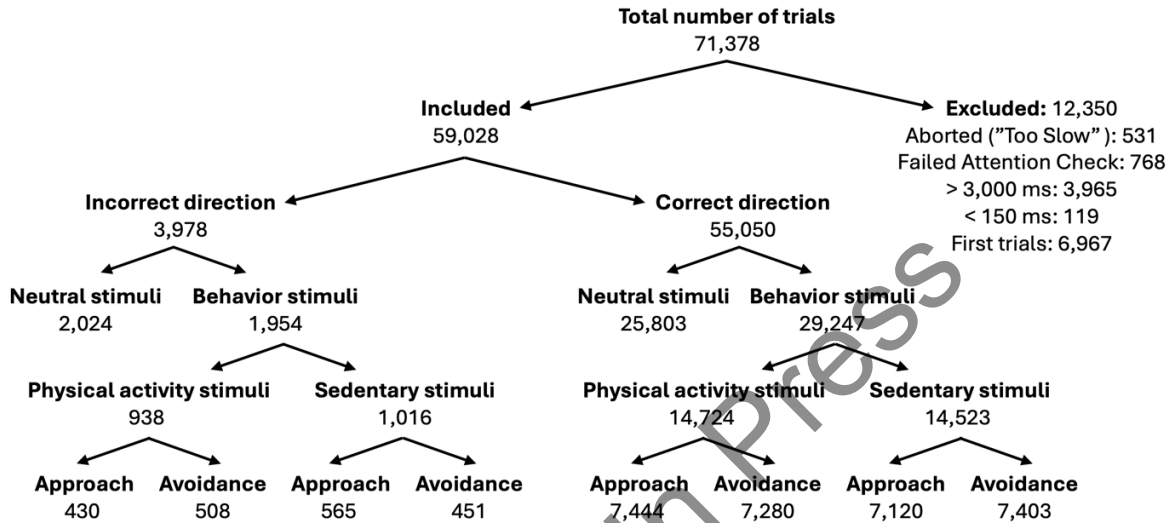 Total number of trials
71,378
Included
59,028
Excluded: 12,350
Aborted ("Too Slow" ): 531
Failed Attention Check: 768
> 3,000 ms: 3,965
< 150 ms: 119
First trials: 6,967
Incorrect direction
3,978
Correct direction
55,050
Neutral stimuli
2,024
Behavior stimuli
1,954
Neutral stimuli
25,803
Behavior stimuli
29,247
Physical activity stimuli
938
Sedentary stimuli
1,016
Physical activity stimuli
14,724
Sedentary stimuli
14,523
Approach
430
Avoidance
508
Approach
565
Avoidance
451
Approach
7,444
Avoidance
7,280
Approach
7,120
Avoidance
7,403
Press